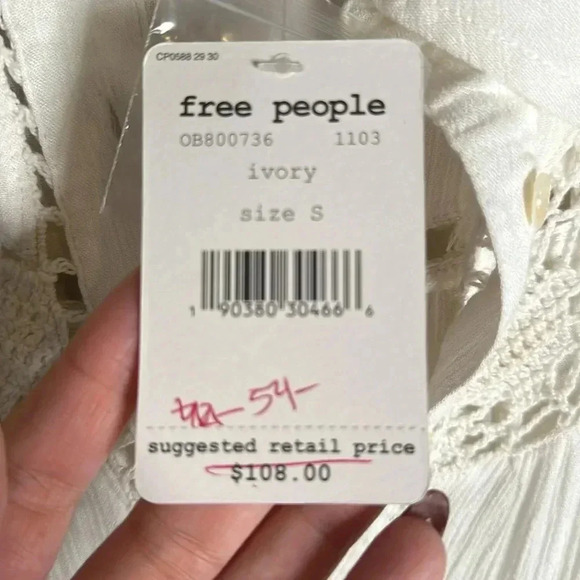 CP0588 29 30
free people
OB800736 1103
ivory
size S
1 90380 30466 6
54-
suggested retail price
$108.00